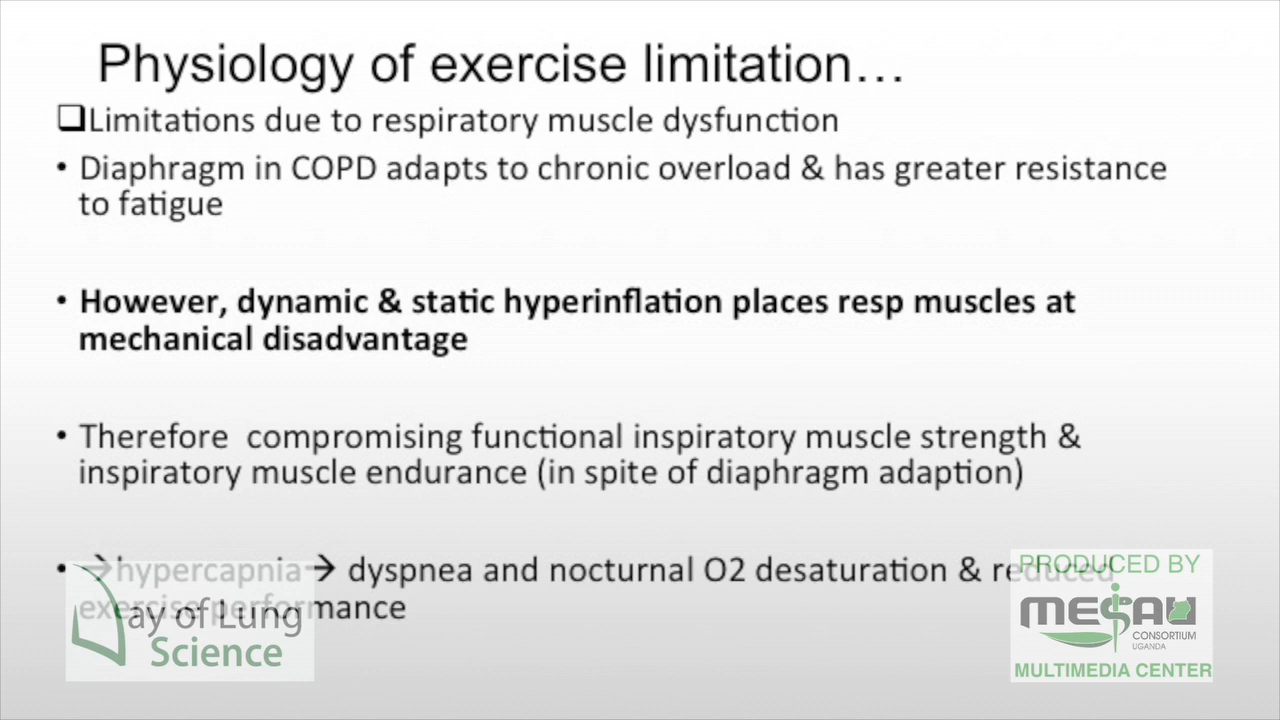 Physiology of exercise limitation…
❑Limitations due to respiratory muscle dysfunction
• Diaphragm in COPD adapts to chronic overload & has greater resistance
to fatigue
• However, dynamic & static hyperinflation places resp muscles at
mechanical disadvantage
• Therefore compromising functional inspiratory muscle strength &
inspiratory muscle endurance (in spite of diaphragm adaption)
• →hypercapnia→ dyspnea and nocturnal O2 desaturation & reduced
exercise performance
Day of Lung
Science
PRODUCED BY
MESAU
CONSORTIUM
UGANDA
MULTIMEDIA CENTER